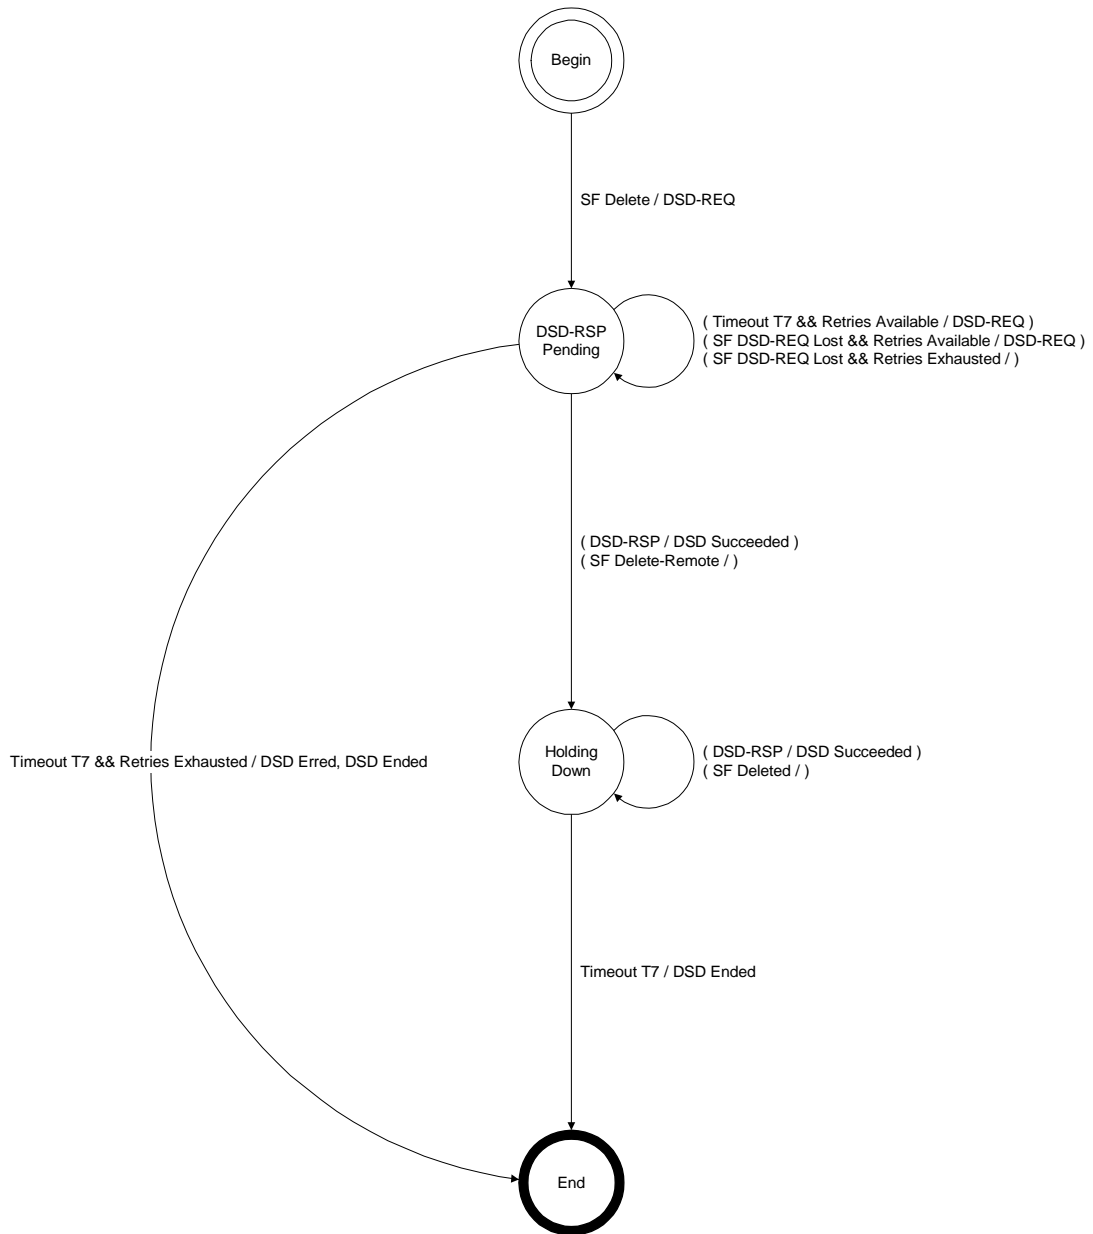 Begin
SF Delete / DSD-REQ
DSD-RSP
Pending
( Timeout T7 && Retries Available / DSD-REQ )
( SF DSD-REQ Lost && Retries Available / DSD-REQ )
( SF DSD-REQ Lost && Retries Exhausted / )
( DSD-RSP / DSD Succeeded )
( SF Delete-Remote / )
Timeout T7 && Retries Exhausted / DSD Erred, DSD Ended
Holding
Down
( DSD-RSP / DSD Succeeded )
( SF Deleted / )
Timeout T7 / DSD Ended
End